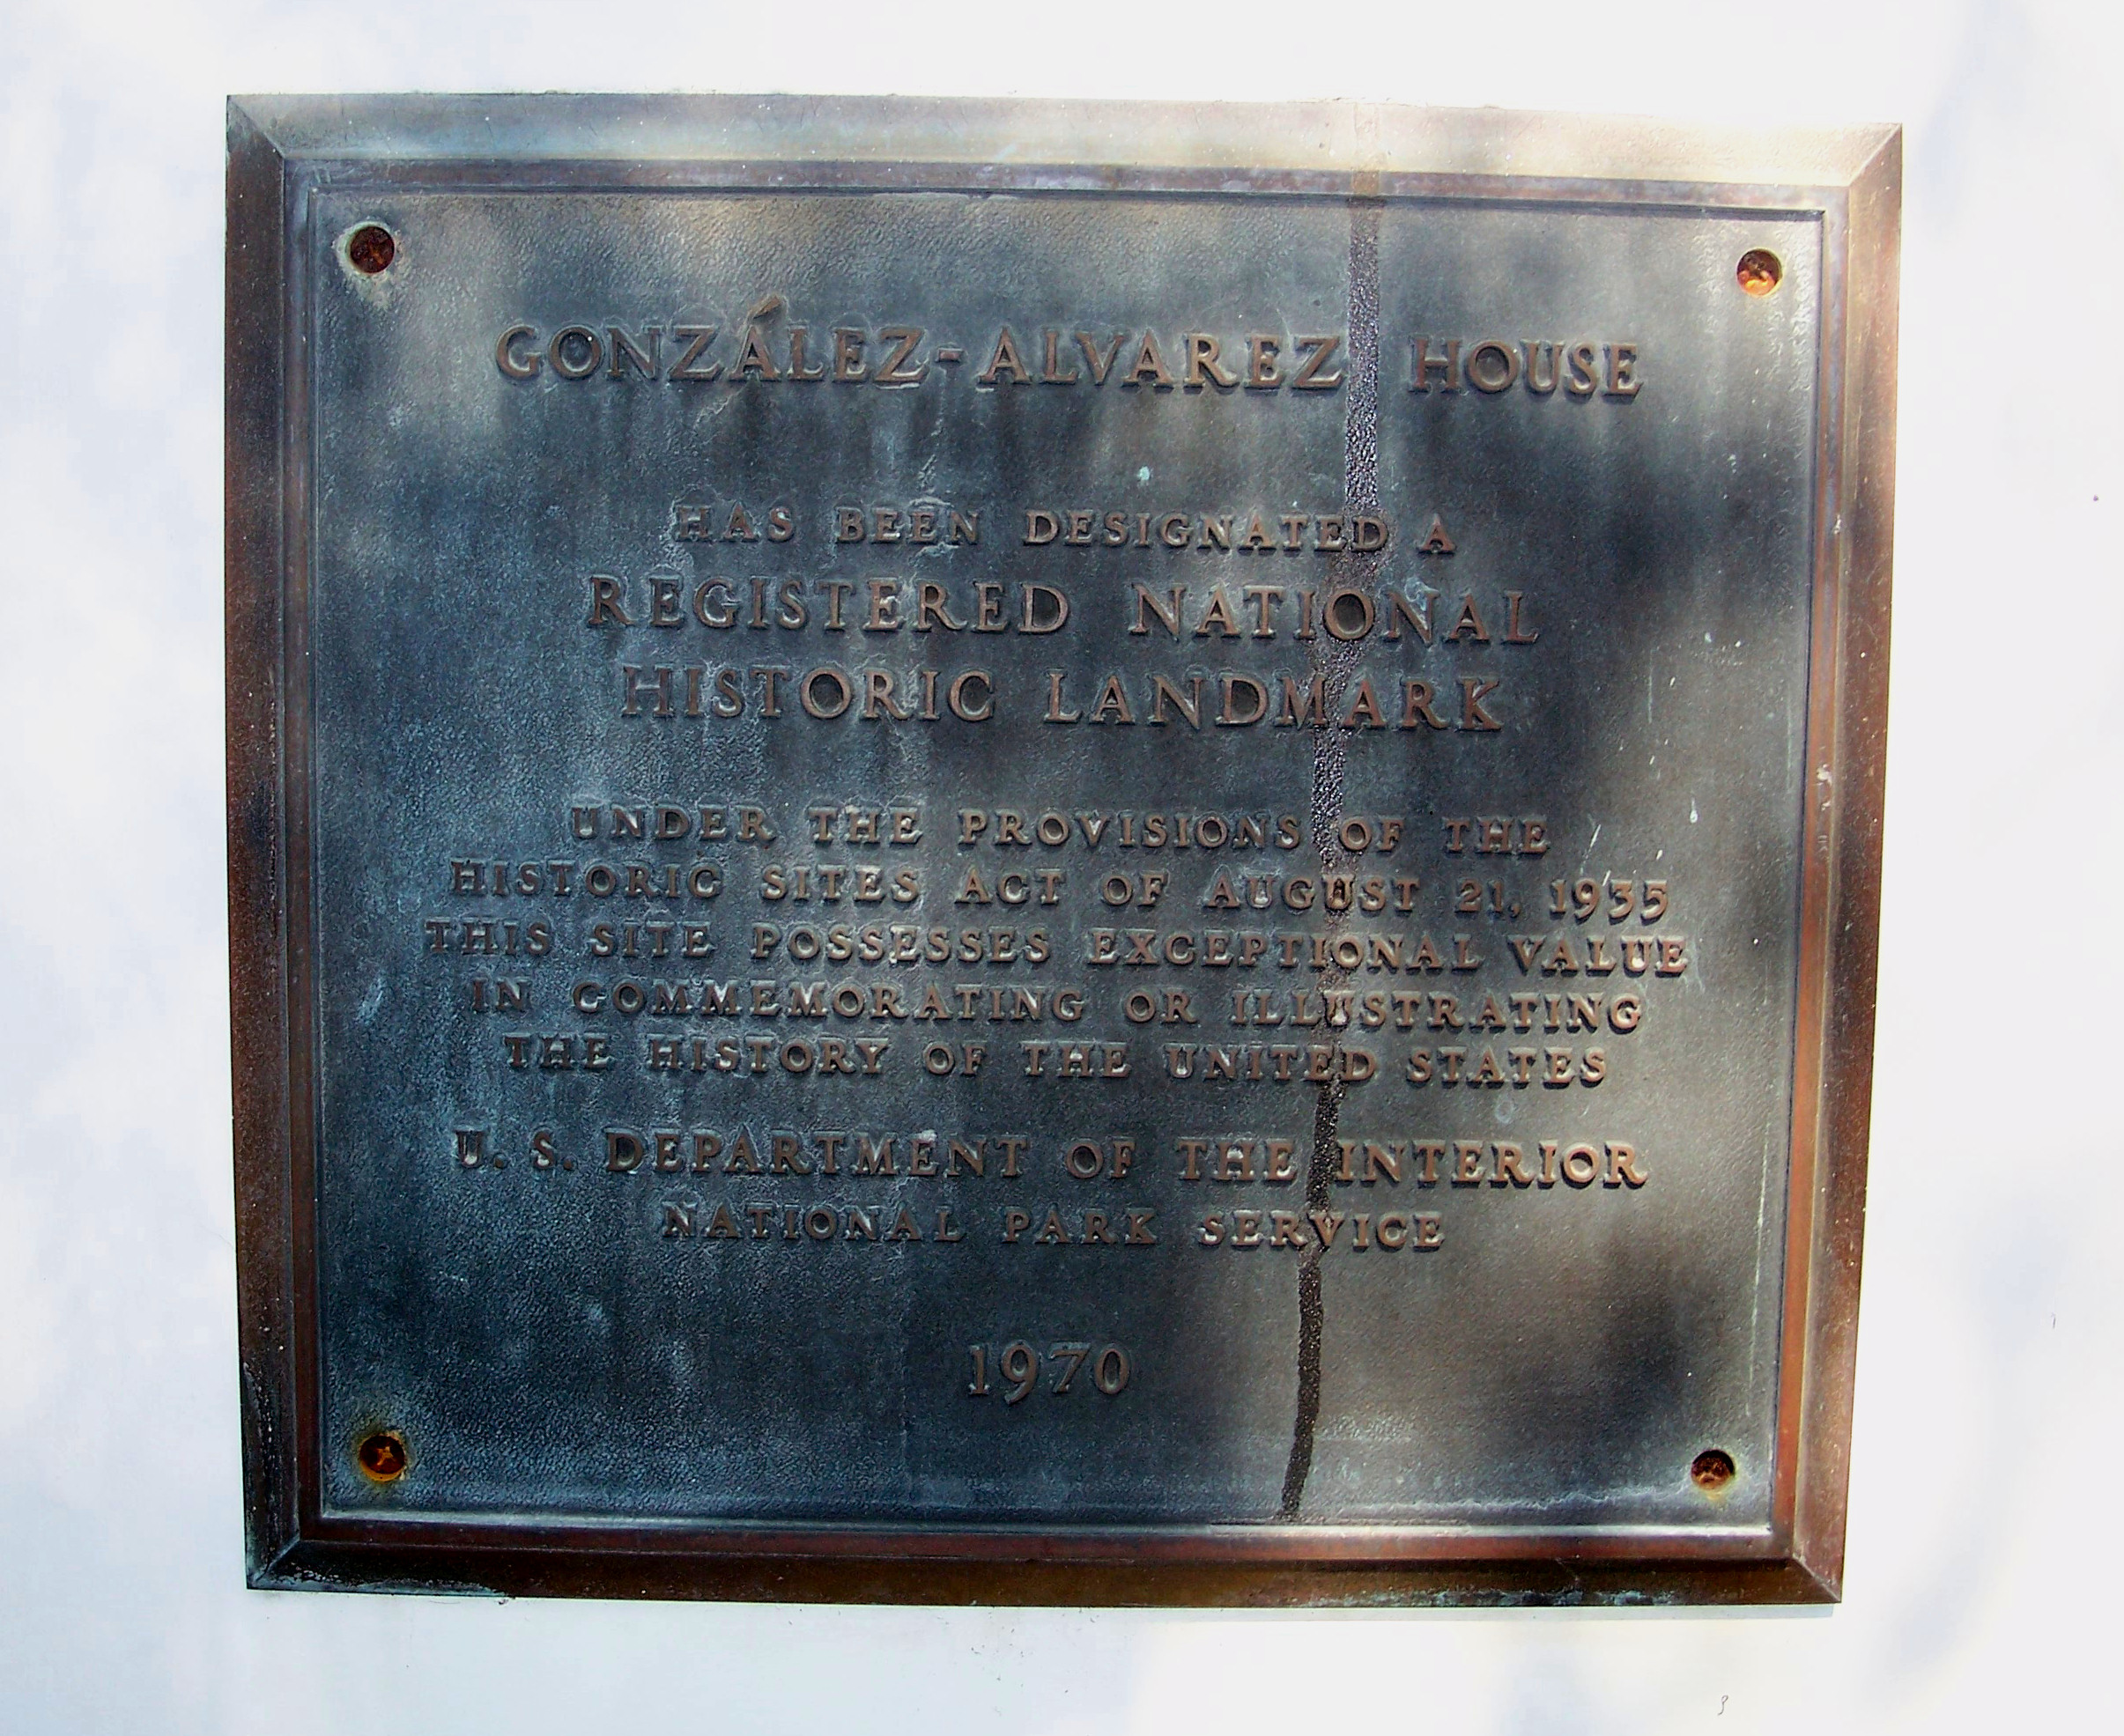 GONZÁLEZ-ALVAREZ HOUSE
HAS BEEN DESIGNATED A
REGISTERED NATIONAL
HISTORIC LANDMARK
UNDER THE PROVISIONS OF THE
HISTORIC SITES ACT OF AUGUST 21, 1935
THIS SITE POSSESSES EXCEPTIONAL VALUE
IN COMMEMORATING OR ILLUSTRATING
THE HISTORY OF THE UNITED STATES
U. S. DEPARTMENT OF THE INTERIOR
NATIONAL PARK SERVICE
1970